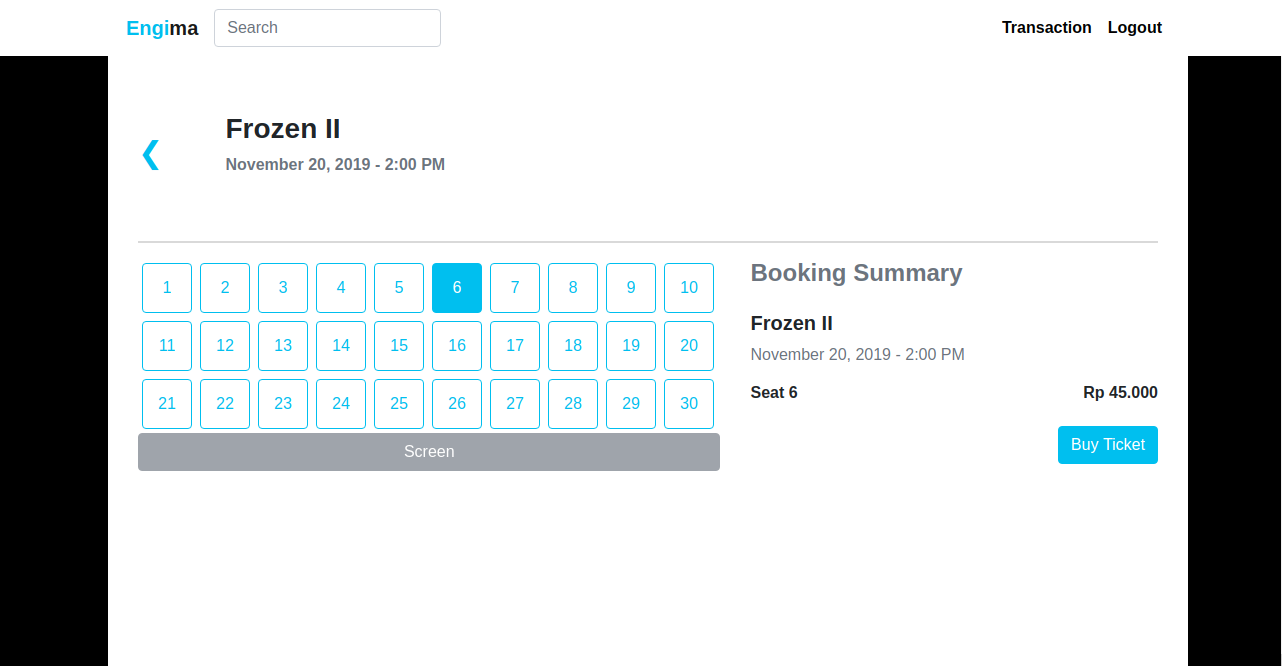 Engima Search Transaction Logout
❮
Frozen II
November 20, 2019 - 2:00 PM
1 2 3 4 5 6 7 8 9 10
11 12 13 14 15 16 17 18 19 20
21 22 23 24 25 26 27 28 29 30
Screen
Booking Summary
Frozen II
November 20, 2019 - 2:00 PM
Seat 6 Rp 45.000
Buy Ticket